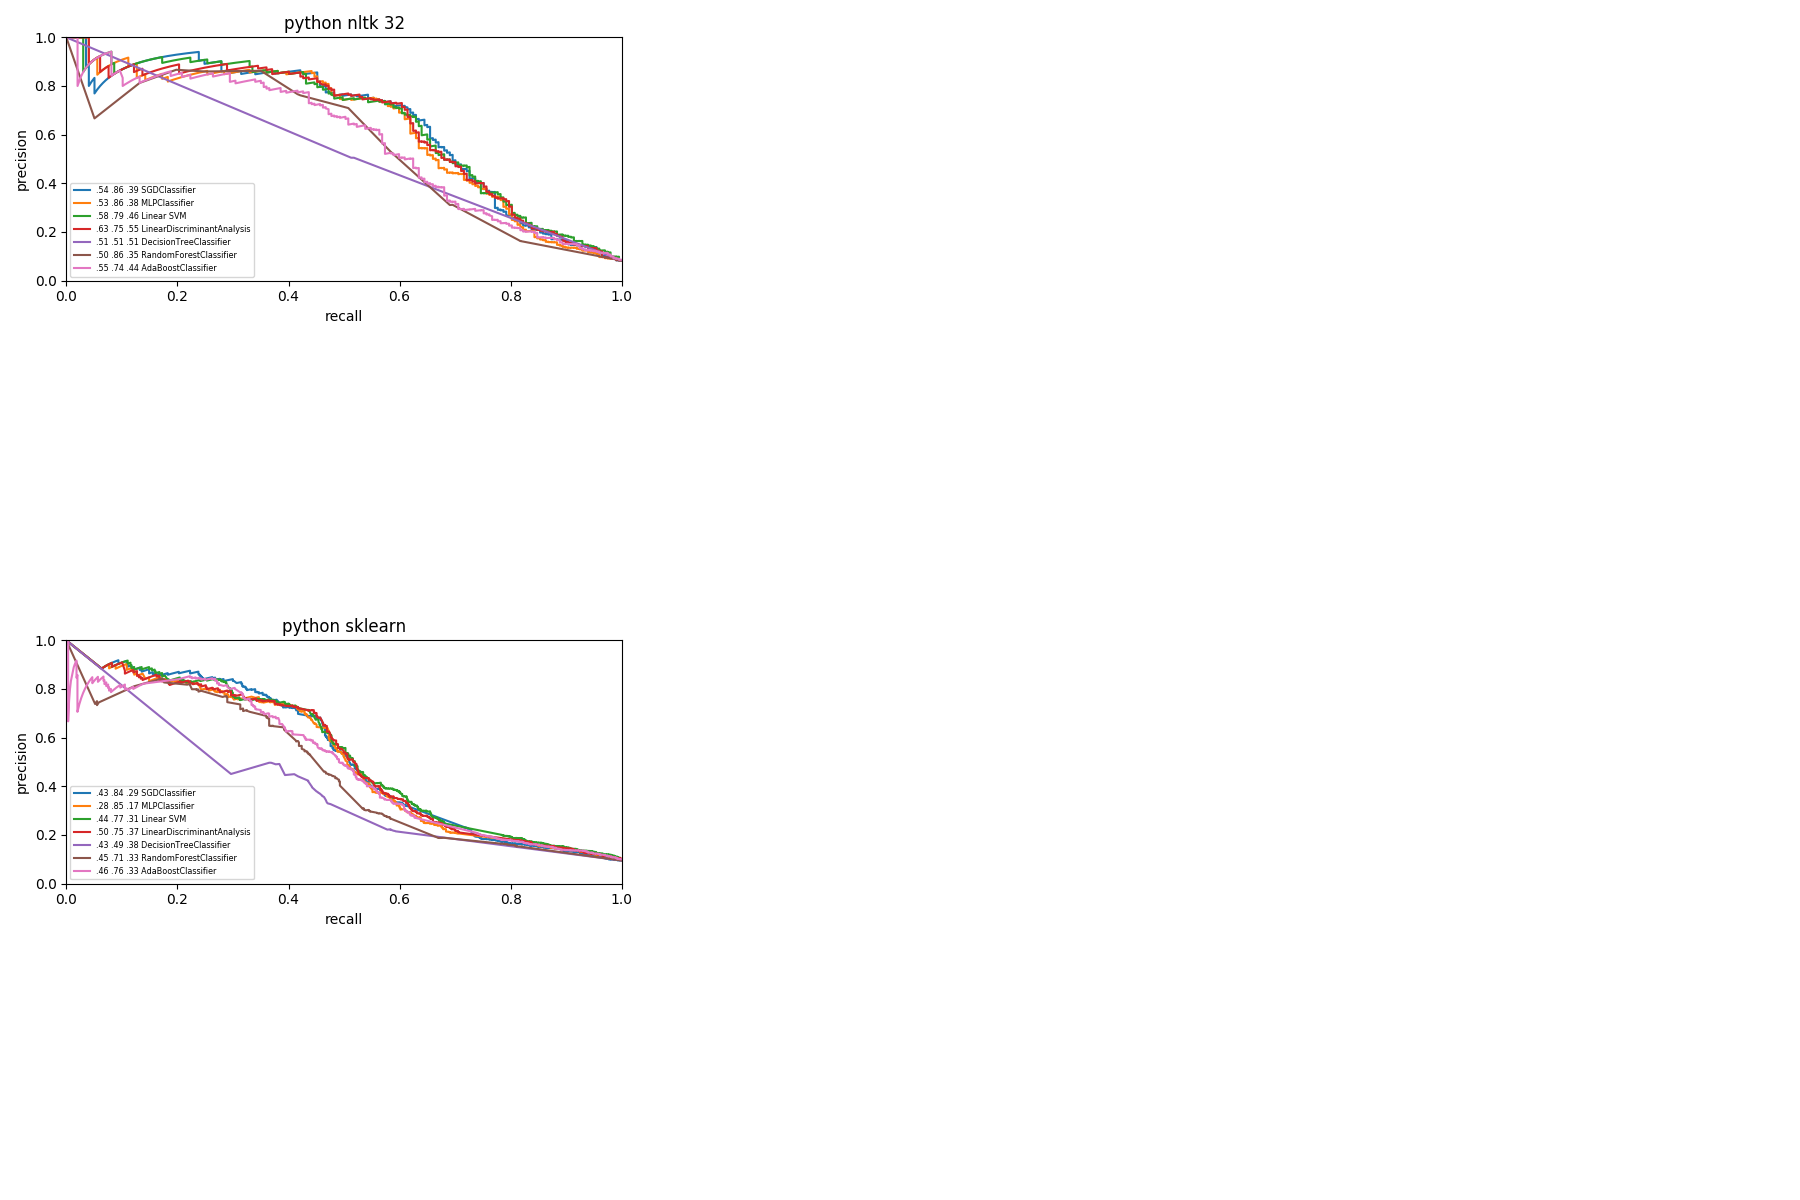 python nltk 32
1.0
0.8
0.6
0.4
0.2
0.0
precision
.54 .86 .39 SGDClassifier
.53 .86 .38 MLPClassifier
.58 .79 .46 Linear SVM
.63 .75 .55 LinearDiscriminantAnalysis
.51 .51 .51 DecisionTreeClassifier
.50 .86 .35 RandomForestClassifier
.55 .74 .44 AdaBoostClassifier
0.0 0.2 0.4 0.6 0.8 1.0
recall
python sklearn
1.0
0.8
0.6
0.4
0.2
0.0
precision
.43 .84 .29 SGDClassifier
.28 .85 .17 MLPClassifier
.44 .77 .31 Linear SVM
.50 .75 .37 LinearDiscriminantAnalysis
.43 .49 .38 DecisionTreeClassifier
.45 .71 .33 RandomForestClassifier
.46 .76 .33 AdaBoostClassifier
0.0 0.2 0.4 0.6 0.8 1.0
recall